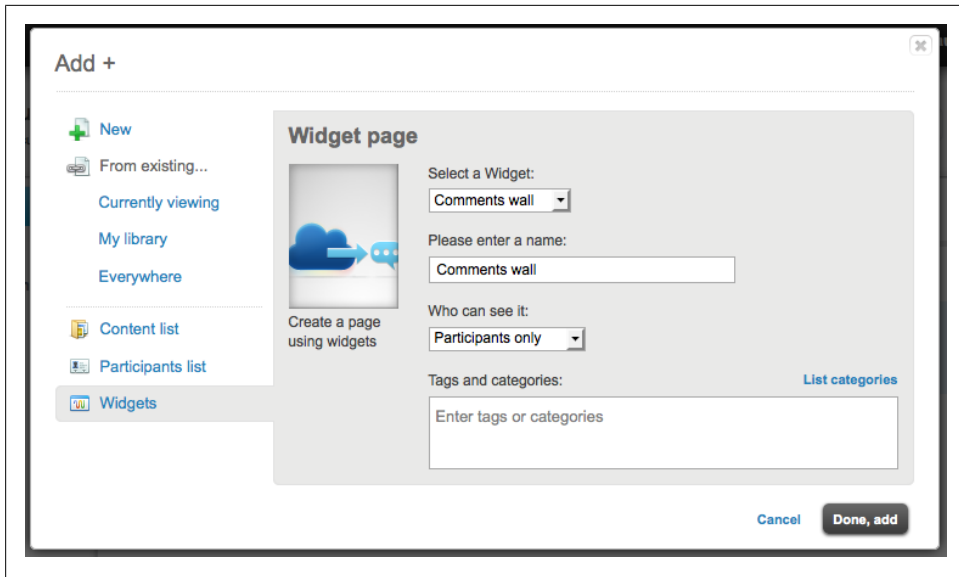 Add +
New
From existing...
Currently viewing
My library
Everywhere
Content list
Participants list
Widgets
Widget page
Create a page
using widgets
Select a Widget:
Comments wall
Please enter a name:
Comments wall
Who can see it:
Participants only
Tags and categories:
List categories
Enter tags or categories
Cancel
Done, add